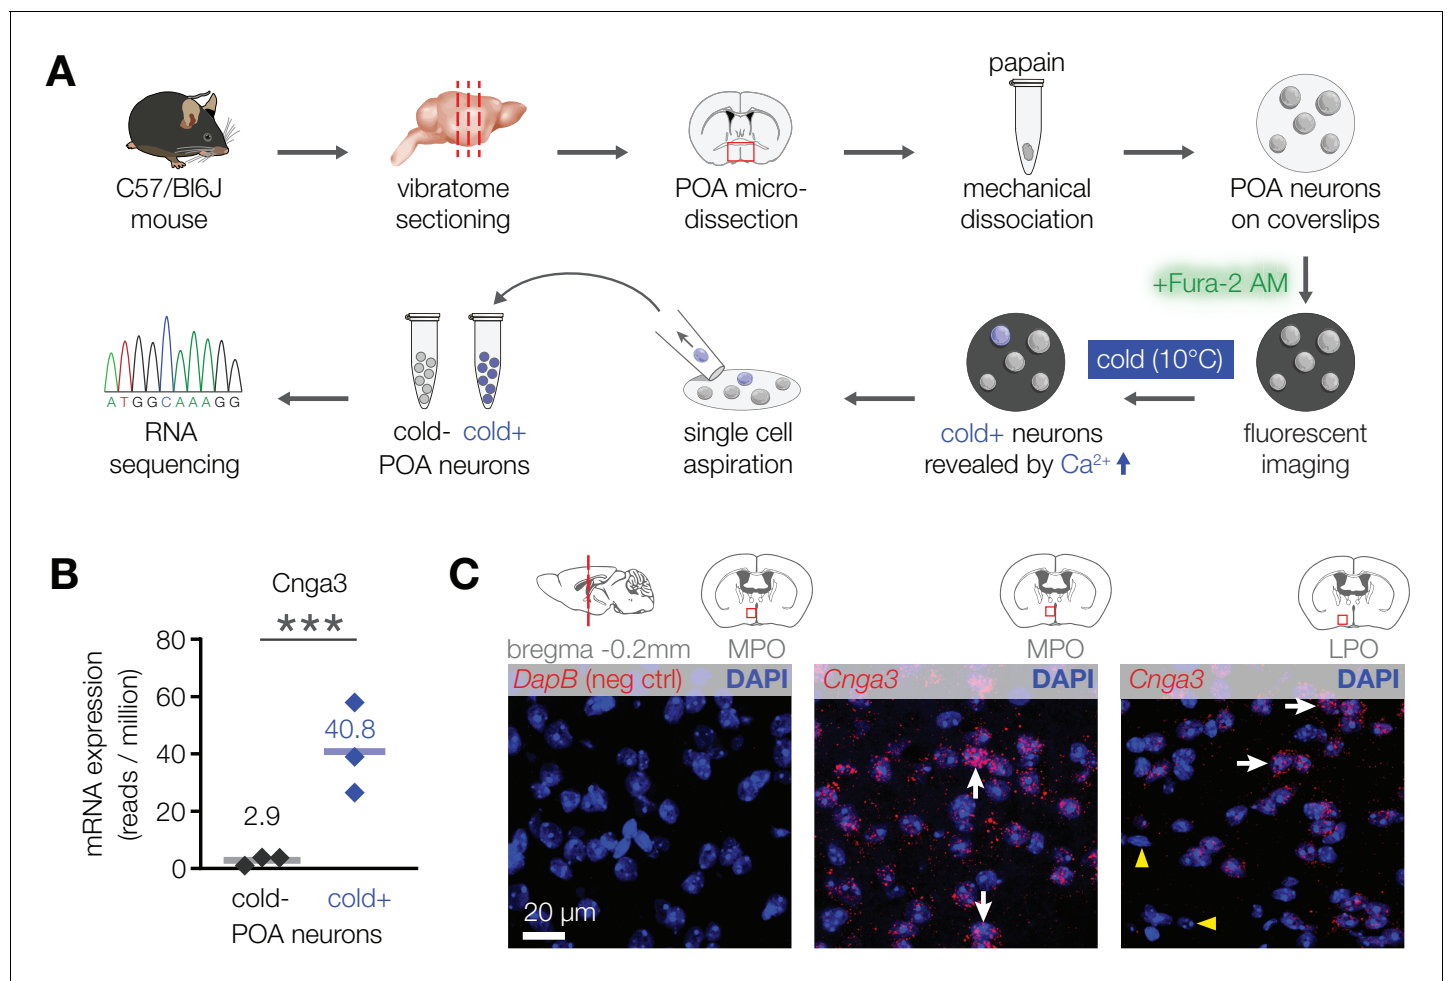 A
papain
C57/Bl6J
mouse
vibratome
sectioning
POA micro-
dissection
mechanical
dissociation
POA neurons
on coverslips
+Fura-2 AM
cold (10°C)
ATGGCAAAGG
RNA
sequencing
cold- cold+
POA neurons
single cell
aspiration
cold+ neurons
revealed by Ca²⁺
fluorescent
imaging
B
Cnga3
***
mRNA expression
(reads / million)
80
60
40
20
0
40.8
2.9
cold- cold+
POA neurons
C
bregma -0.2mm
MPO
MPO
LPO
DapB (neg ctrl) DAPI
Cnga3 DAPI
Cnga3 DAPI
20 µm